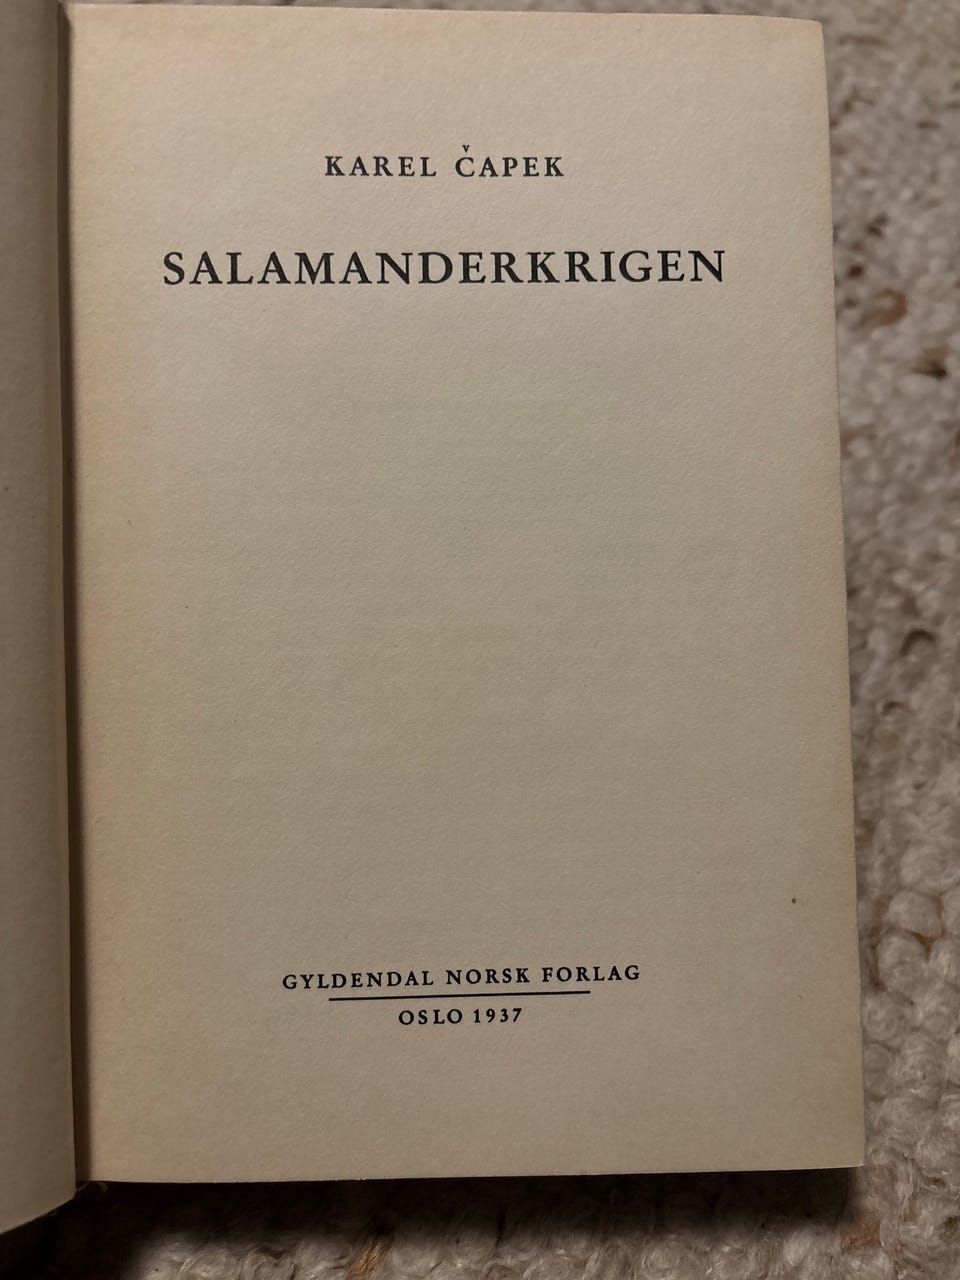 KAREL ČAPEK
SALAMANDERKRIGEN
GYLDENDAL NORSK FORLAG
OSLO 1937